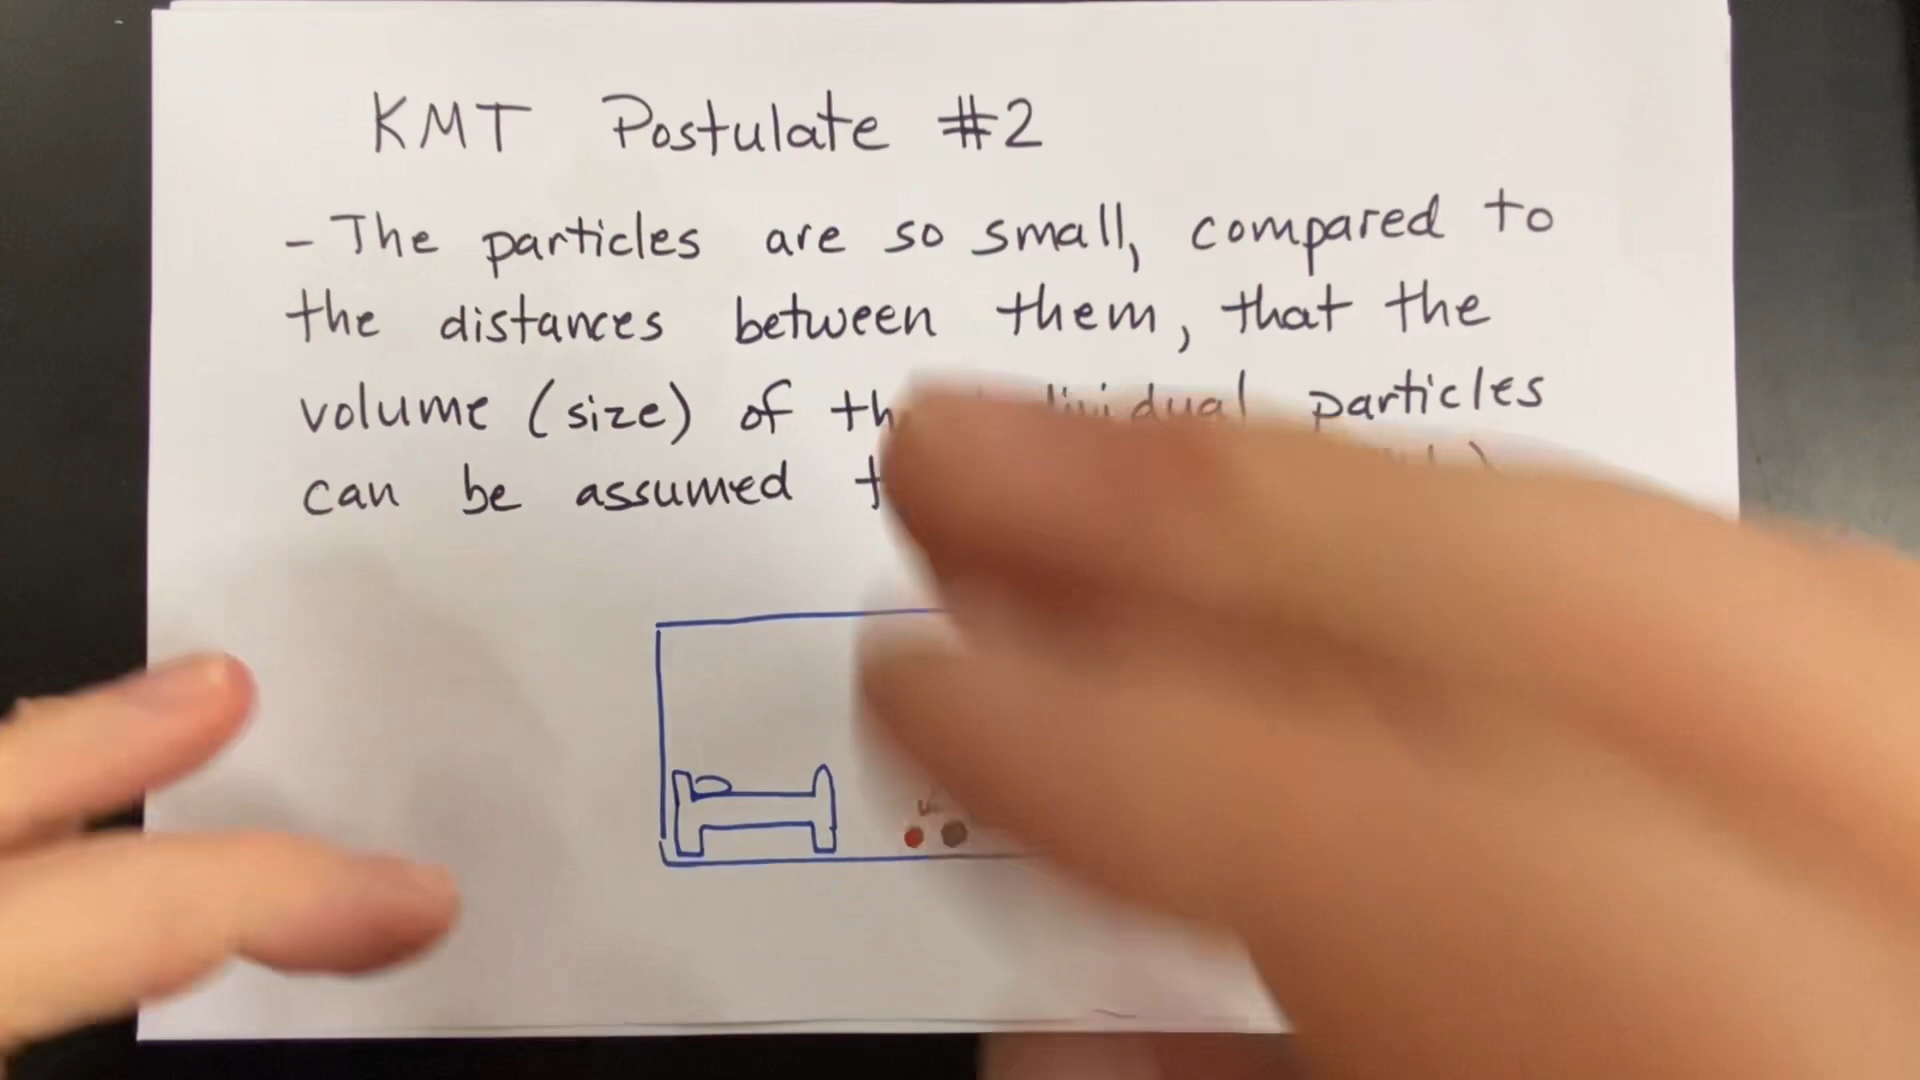 KMT Postulate #2
- The particles are so small, compared to
the distances between them, that the
volume (size) of particles
can be assumed